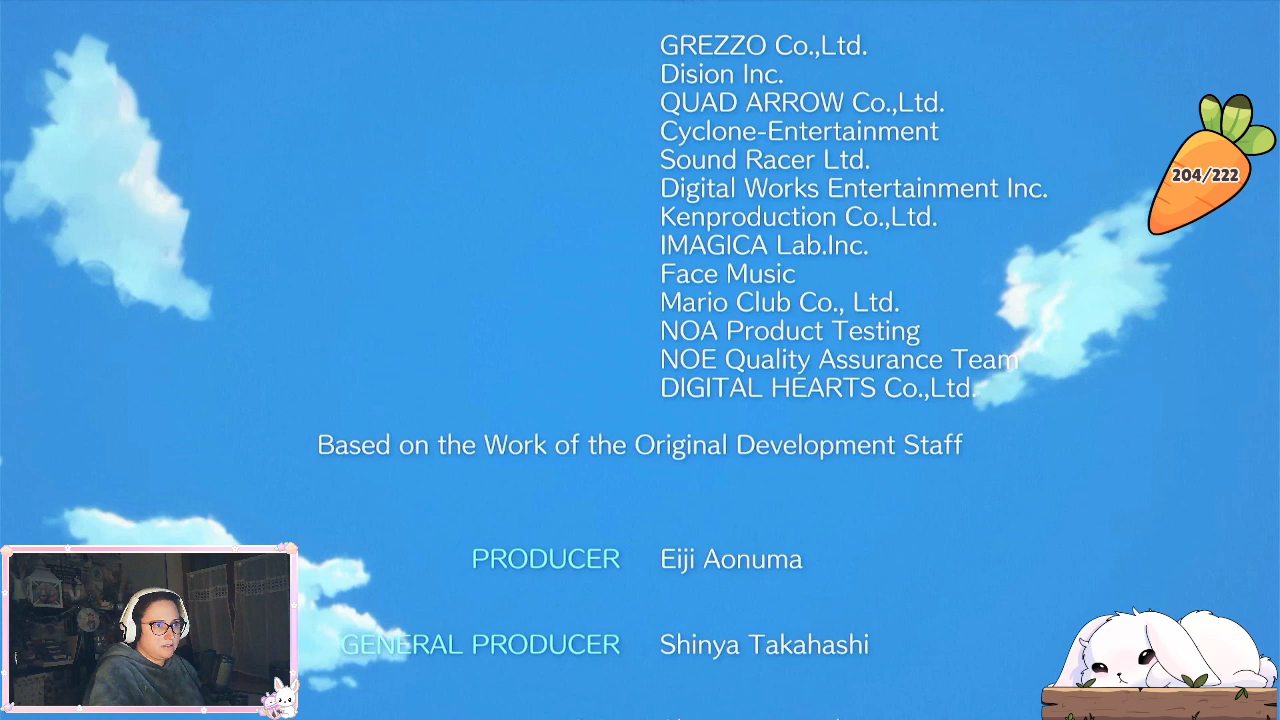 GREZZO Co.,Ltd.
Dision Inc.
QUAD ARROW Co.,Ltd.
Cyclone-Entertainment
Sound Racer Ltd.
Digital Works Entertainment Inc.
Kenproduction Co.,Ltd.
IMAGICA Lab.Inc.
Face Music
Mario Club Co., Ltd.
NOA Product Testing
NOE Quality Assurance Team
DIGITAL HEARTS Co.,Ltd.
204/222
Based on the Work of the Original Development Staff
PRODUCER Eiji Aonuma
GENERAL PRODUCER Shinya Takahashi